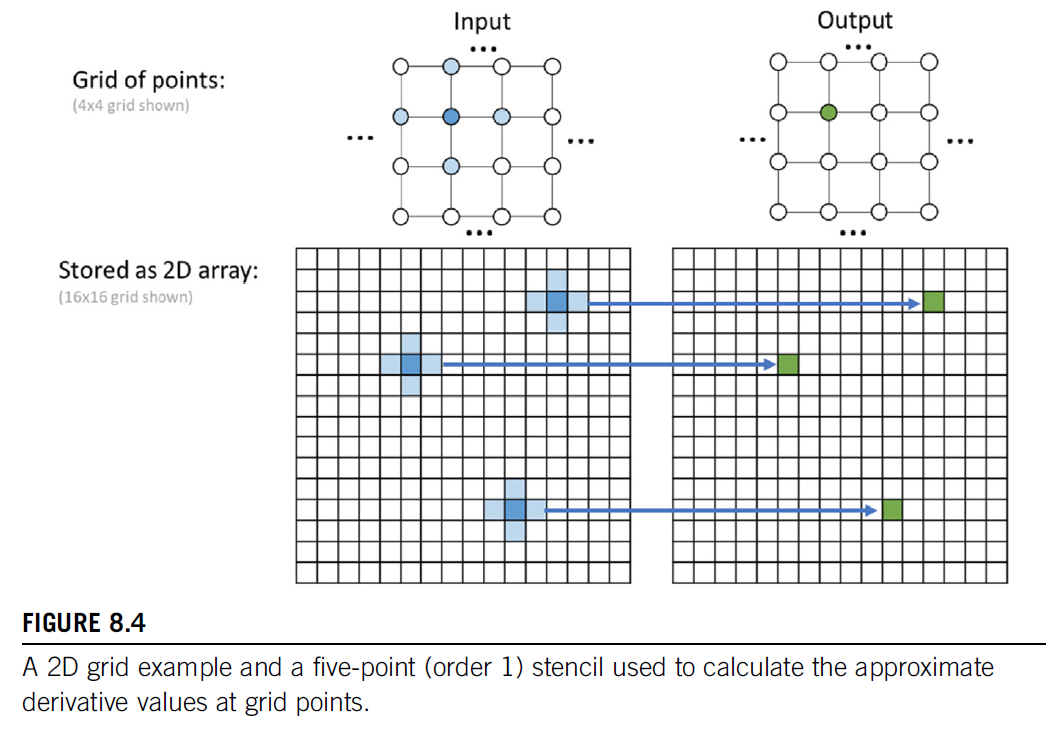 Input
Output
...
...
Grid of points:
(4x4 grid shown)
...
...
...
...
...
...
Stored as 2D array:
(16x16 grid shown)
FIGURE 8.4
A 2D grid example and a five-point (order 1) stencil used to calculate the approximate
derivative values at grid points.